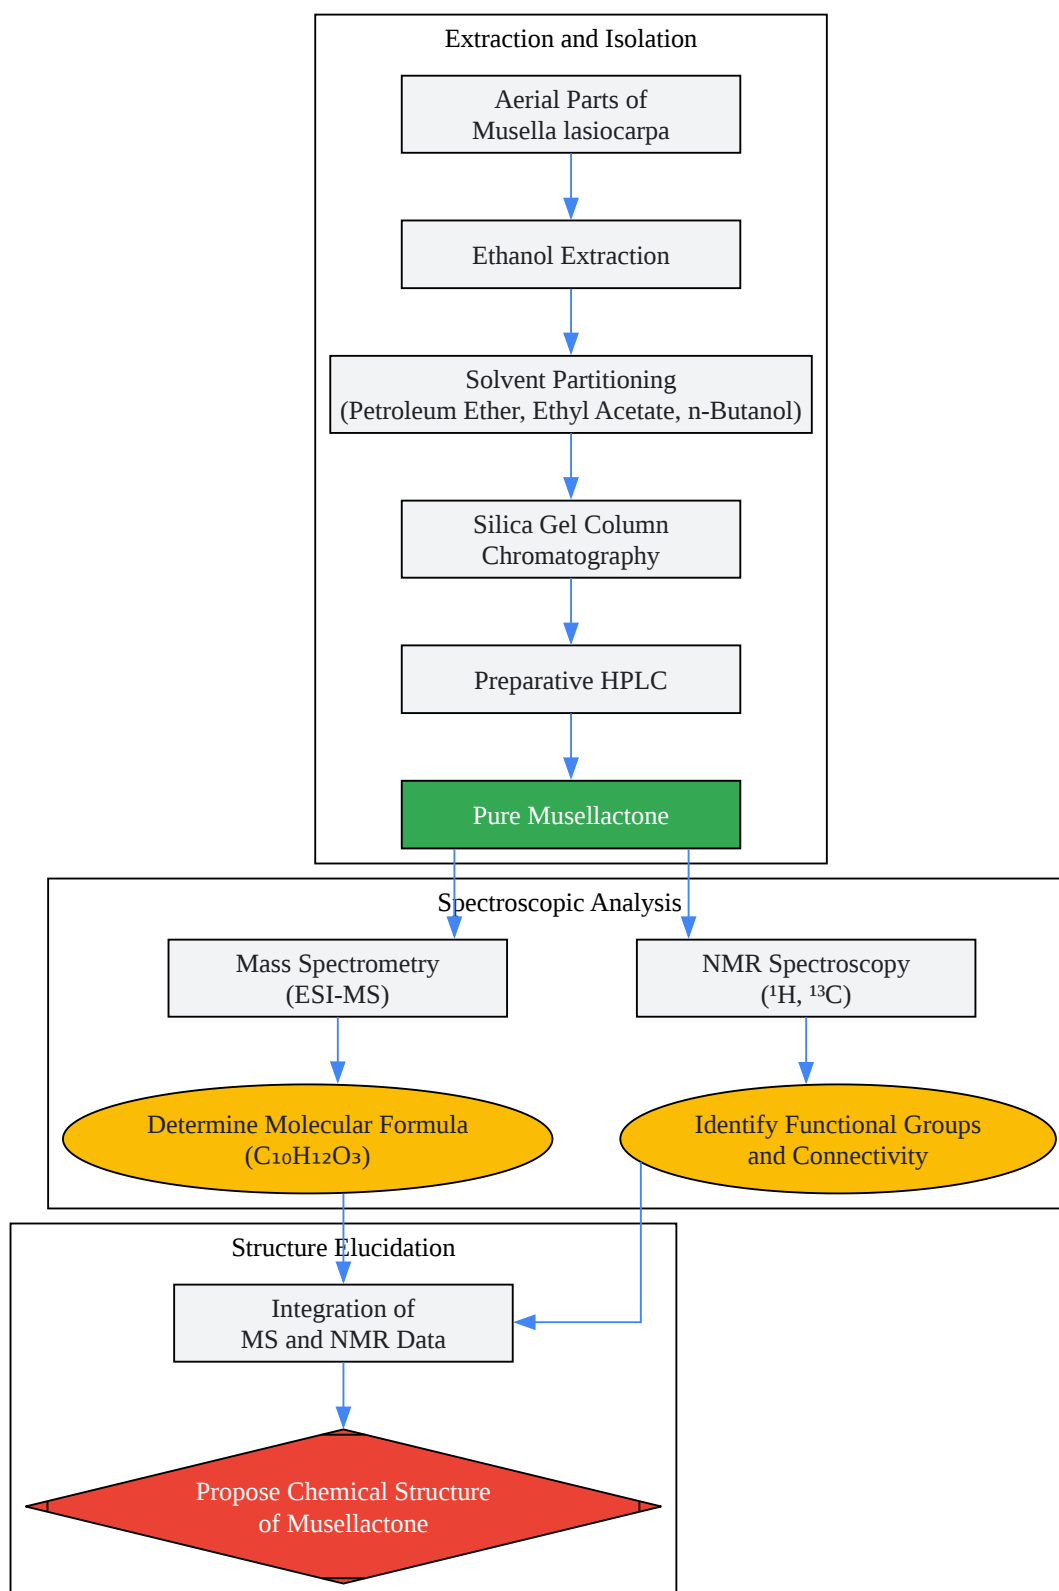 Extraction and Isolation
Aerial Parts of
Musella lasiocarpa
Ethanol Extraction
Solvent Partitioning
(Petroleum Ether, Ethyl Acetate, n-Butanol)
Silica Gel Column
Chromatography
Preparative HPLC
Pure Musellactone
Spectroscopic Analysis
Mass Spectrometry
(ESI-MS)
NMR Spectroscopy
(¹H, ¹³C)
Determine Molecular Formula
(C₁₀H₁₂O₃)
Identify Functional Groups
and Connectivity
Structure Elucidation
Integration of
MS and NMR Data
Propose Chemical Structure
of Musellactone